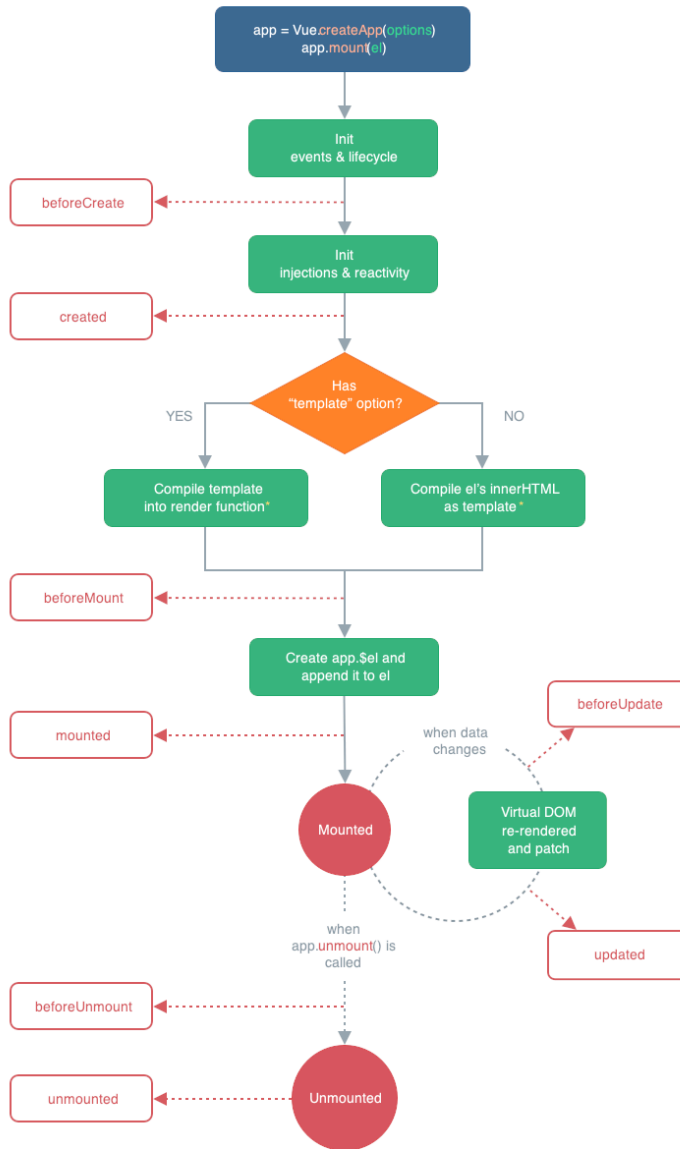 app = Vue.createApp(options)
app.mount(el)
Init
events & lifecycle
beforeCreate
Init
injections & reactivity
created
Has
“template” option?
YES
NO
Compile template
into render function*
Compile el’s innerHTML
as template*
beforeMount
Create app.$el and
append it to el
beforeUpdate
mounted
when data
changes
Mounted
Virtual DOM
re-rendered
and patch
when
app.unmount() is
called
updated
beforeUnmount
unmounted
Unmounted